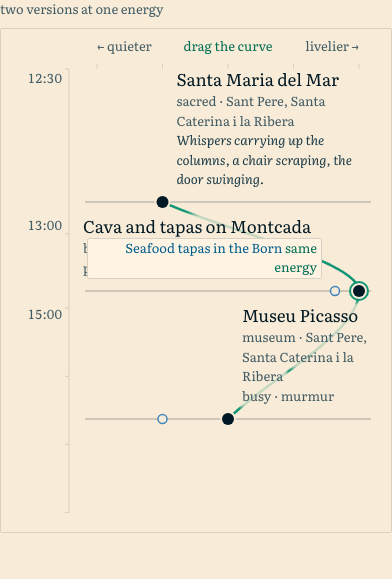 two versions at one energy
← quieter drag the curve livelier →
12:30
Santa Maria del Mar
sacred · Sant Pere, Santa
Caterina i la Ribera
Whispers carrying up the
columns, a chair scraping, the
door swinging.
13:00
Cava and tapas on Montcada
Seafood tapas in the Born same
energy
15:00
Museu Picasso
museum · Sant Pere,
Santa Caterina i la
Ribera
busy · murmur